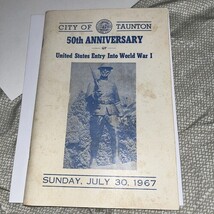 CITY OF TAUNTON
50th ANNIVERSARY
OF
United States Entry Into World War I
SUNDAY, JULY 30, 1967